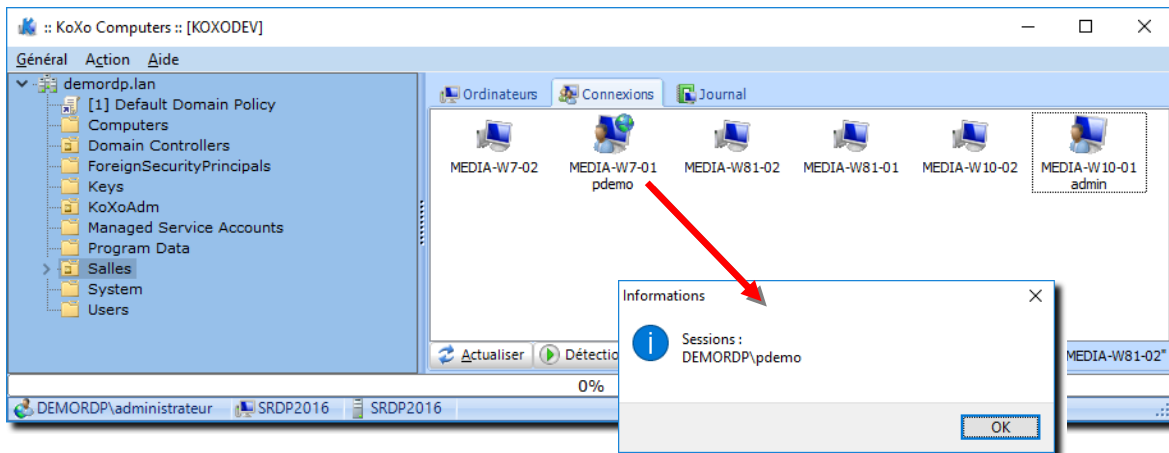 :: KoXo Computers :: [KOXODEV]
Général Action Aide
demordp.lan
[1] Default Domain Policy
Computers
Domain Controllers
ForeignSecurityPrincipals
Keys
KoXoAdm
Managed Service Accounts
Program Data
Salles
System
Users
Ordinateurs Connexions Journal
MEDIA-W7-02 MEDIA-W7-01 MEDIA-W81-02 MEDIA-W81-01 MEDIA-W10-02 MEDIA-W10-01
pdemo admin
Informations
Sessions :
DEMORDP\pdemo
OK
Actualiser Détectio MEDIA-W81-02"
0%
DEMORDP\administrateur SRDP2016 SRDP2016